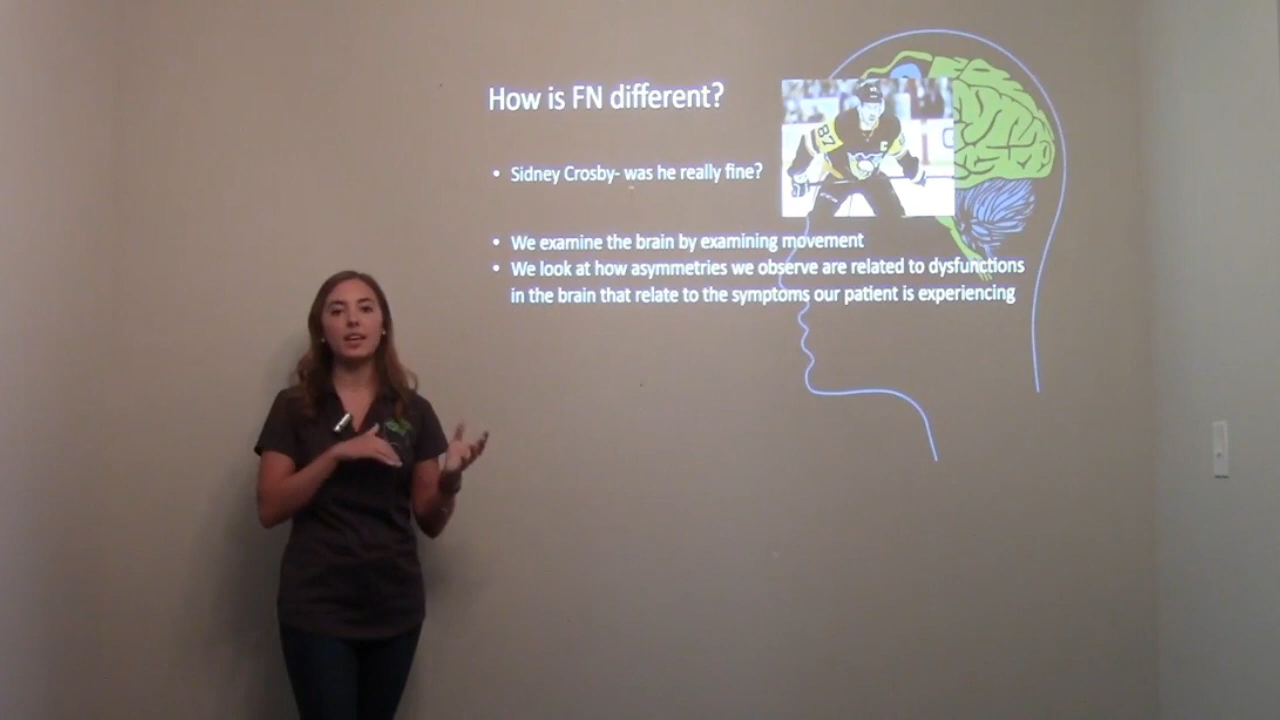 How is FN different?
• Sidney Crosby- was he really fine?
• We examine the brain by examining movement
• We look at how asymmetries we observe are related to dysfunctions
in the brain that relate to the symptoms our patient is experiencing
87
C